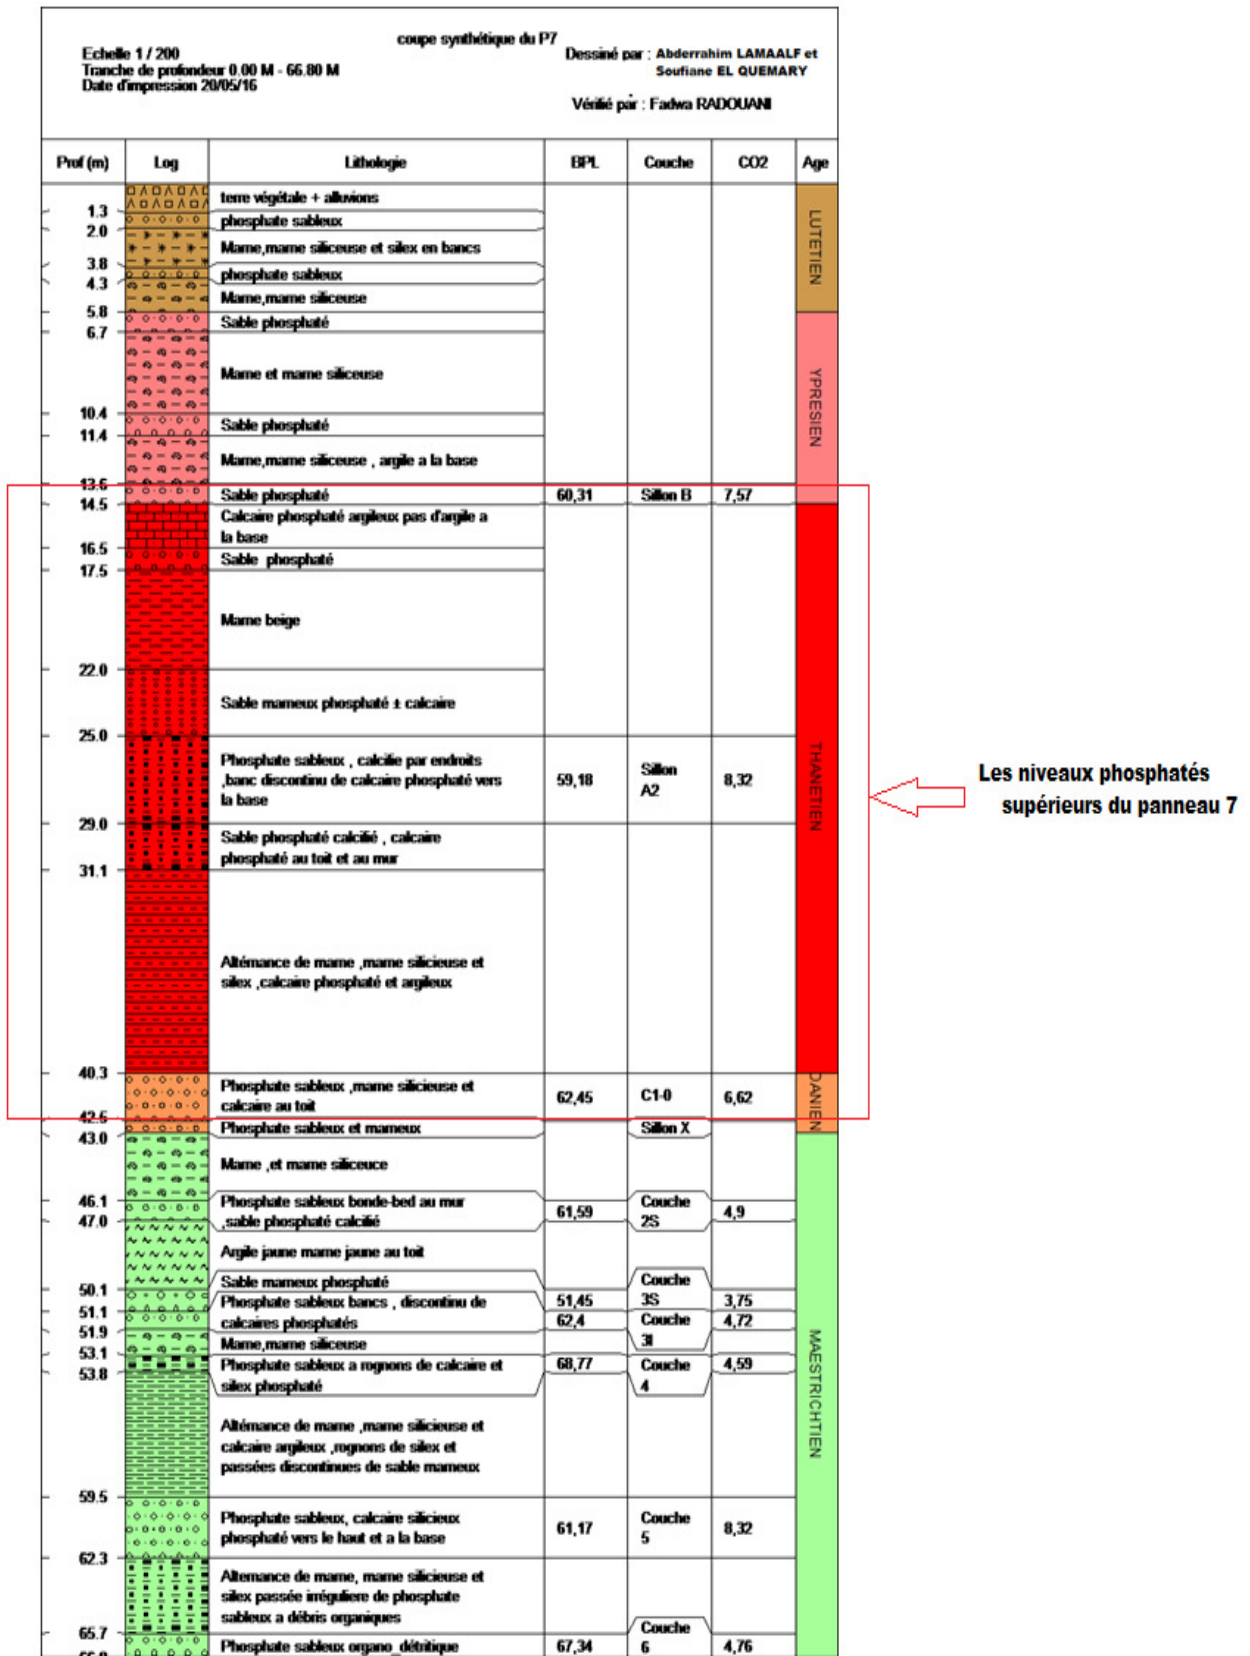 coupe synthétique du P7
Echelle 1 / 200
Tranche de profondeur 0.00 M - 66.80 M
Date d'impression 20/05/16
Dessiné par : Abderrahim LAMAALF et
Soufiane EL QUEMARY
Vérifié par : Fadwa RADOUANI
Prof (m) Log Lithologie BPL Couche CO2 Age
terre végétale + alluvions
1.3
phosphate sableux
2.0
Marne,marne siliceuse et silex en bancs
3.8
phosphate sableux
4.3
Marne,marne siliceuse
5.8
LUTETIEN
Sable phosphaté
6.7
Marne et marne siliceuse
10.4
Sable phosphaté
11.4
Marne,marne siliceuse , argile a la base
13.6
YPRESIEN
Sable phosphaté 60,31 Sillon B 7,57
14.5
Calcaire phosphaté argileux pas d'argile a
la base
16.5
Sable phosphaté
17.5
Marne beige
22.0
Sable marneux phosphaté ± calcaire
25.0
Phosphate sableux , calcifie par endroits
,banc discontinu de calcaire phosphaté vers
la base
59,18 Sillon
A2
8,32
THANETIEN
Les niveaux phosphatés
supérieurs du panneau 7
29.0
Sable phosphaté calcifié , calcaire
phosphaté au toit et au mur
31.1
Altérnance de marne ,marne silicieuse et
silex ,calcaire phosphaté et argileux
40.3
Phosphate sableux ,marne silicieuse et
calcaire au toit
62,45 C1-0 6,62
DANIEN
42.5
Phosphate sableux et marneux Sillon X
43.0
Marne ,et marne siliceuce
46.1
Phosphate sableux bonde-bed au mur
,sable phosphaté calcifié
61,59 Couche
2S
4,9
47.0
Argile jaune marne jaune au toit
50.1
Sable marneux phosphaté
51,45 Couche
3S
3,75
51.1
Phosphate sableux bancs , discontinu de
calcaires phosphatés
62,4 Couche
3I
4,72
51.9
Marne,marne siliceuse
53.1
Phosphate sableux a rognons de calcaire et
silex phosphaté
68,77 Couche
4
4,59
53.8
MAESTRICHTIEN
Altérnance de marne ,marne silicieuse et
calcaire argileux ,rognons de silex et
passées discontinues de sable marneux
59.5
Phosphate sableux, calcaire silicieux
phosphaté vers le haut et a la base
61,17 Couche
5
8,32
62.3
Alternance de marne, marne silicieuse et
silex passée irréguliere de phosphate
sableux a débris organiques
65.7
Phosphate sableux organo_détritique 67,34 Couche
6
4,76